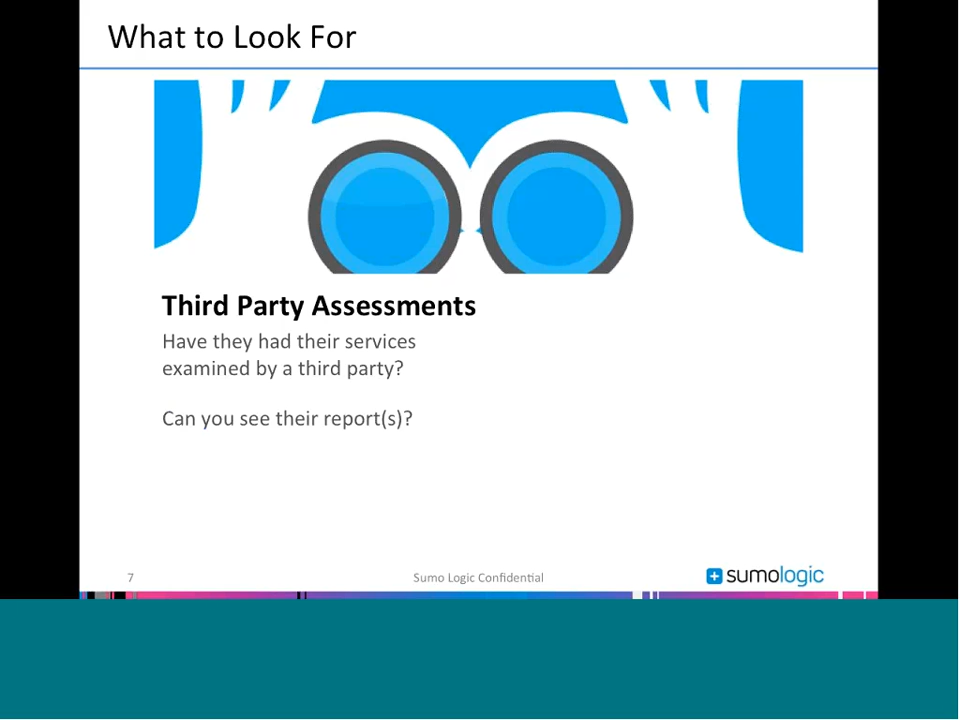 What to Look For
Third Party Assessments
Have they had their services
examined by a third party?
Can you see their report(s)?
7
Sumo Logic Confidential
sumologic